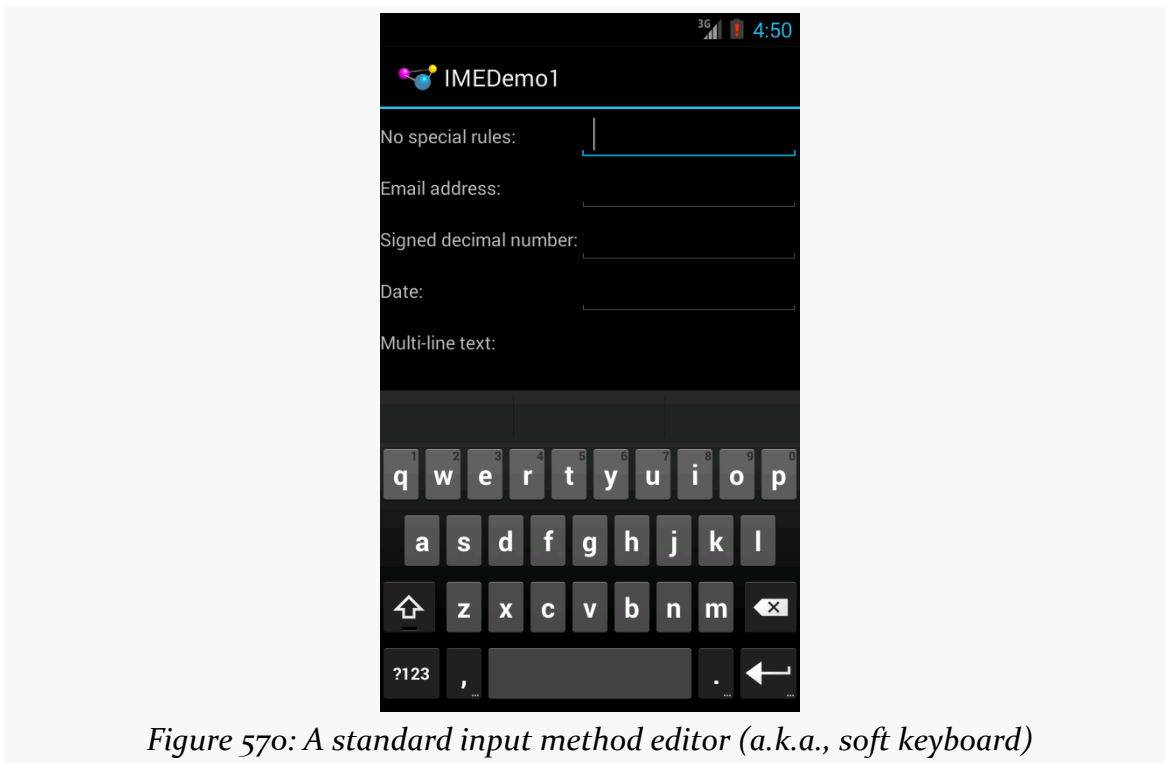 3G 4:50
IMEDemo1
No special rules:
Email address:
Signed decimal number:
Date:
Multi-line text:
1 2 3 4 5 6 7 8 9 0
q w e r t y u i o p
a s d f g h j k l
z x c v b n m
?123 , ... . ... ...
Figure 570: A standard input method editor (a.k.a., soft keyboard)